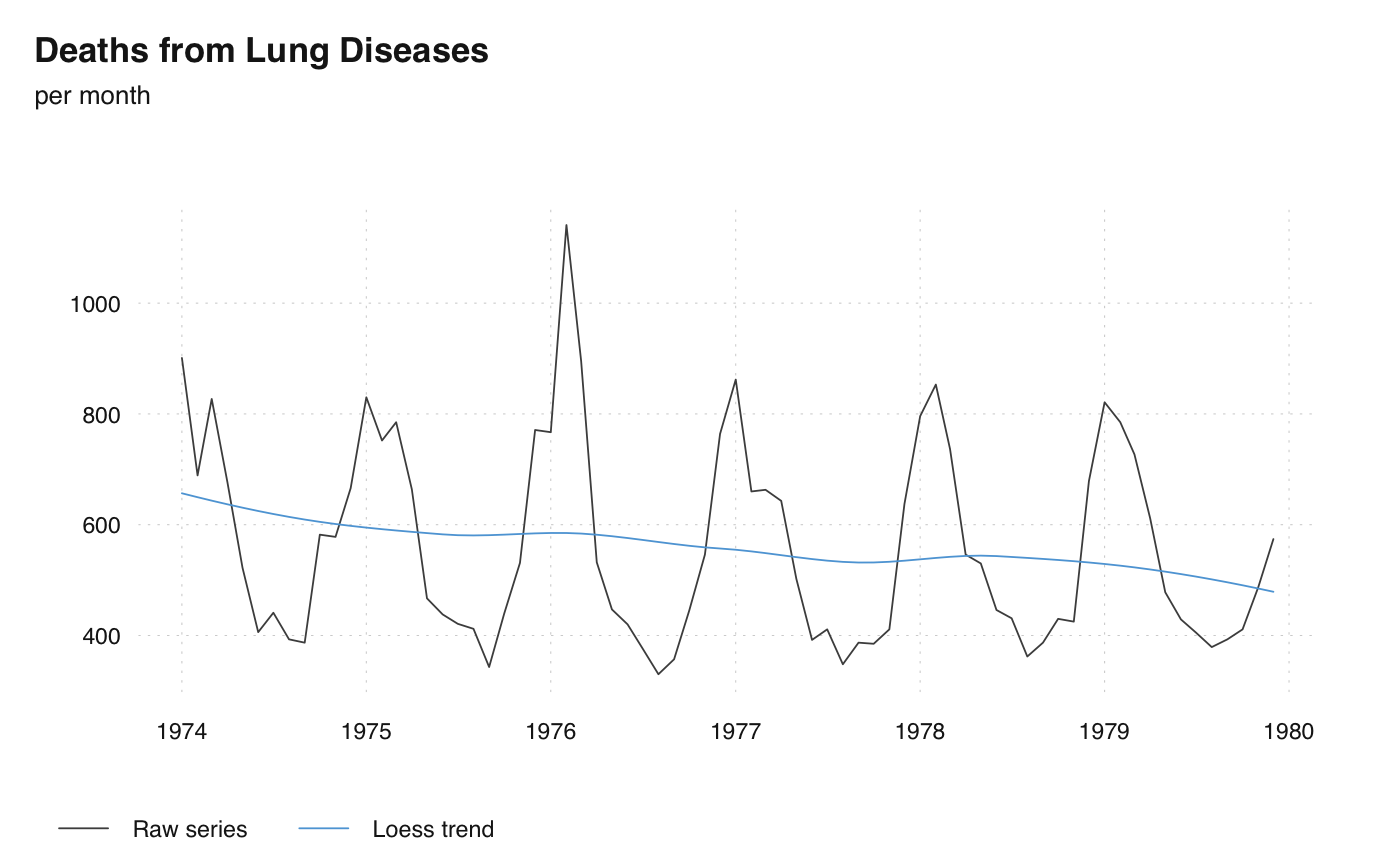 Deaths from Lung Diseases
per month
1000
800
600
400
1974 1975 1976 1977 1978 1979 1980
Raw series Loess trend